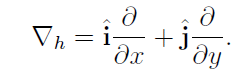 ∇ₕ = î ∂/∂x + ĵ ∂/∂y.